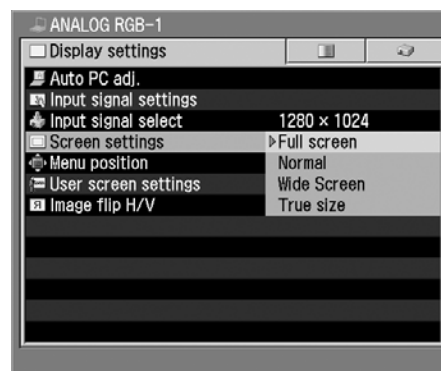 ANALOG RGB-1
Display settings
Auto PC adj.
Input signal settings
Input signal select 1280 × 1024
Screen settings Full screen
Menu position Normal
User screen settings Wide Screen
Image flip H/V True size